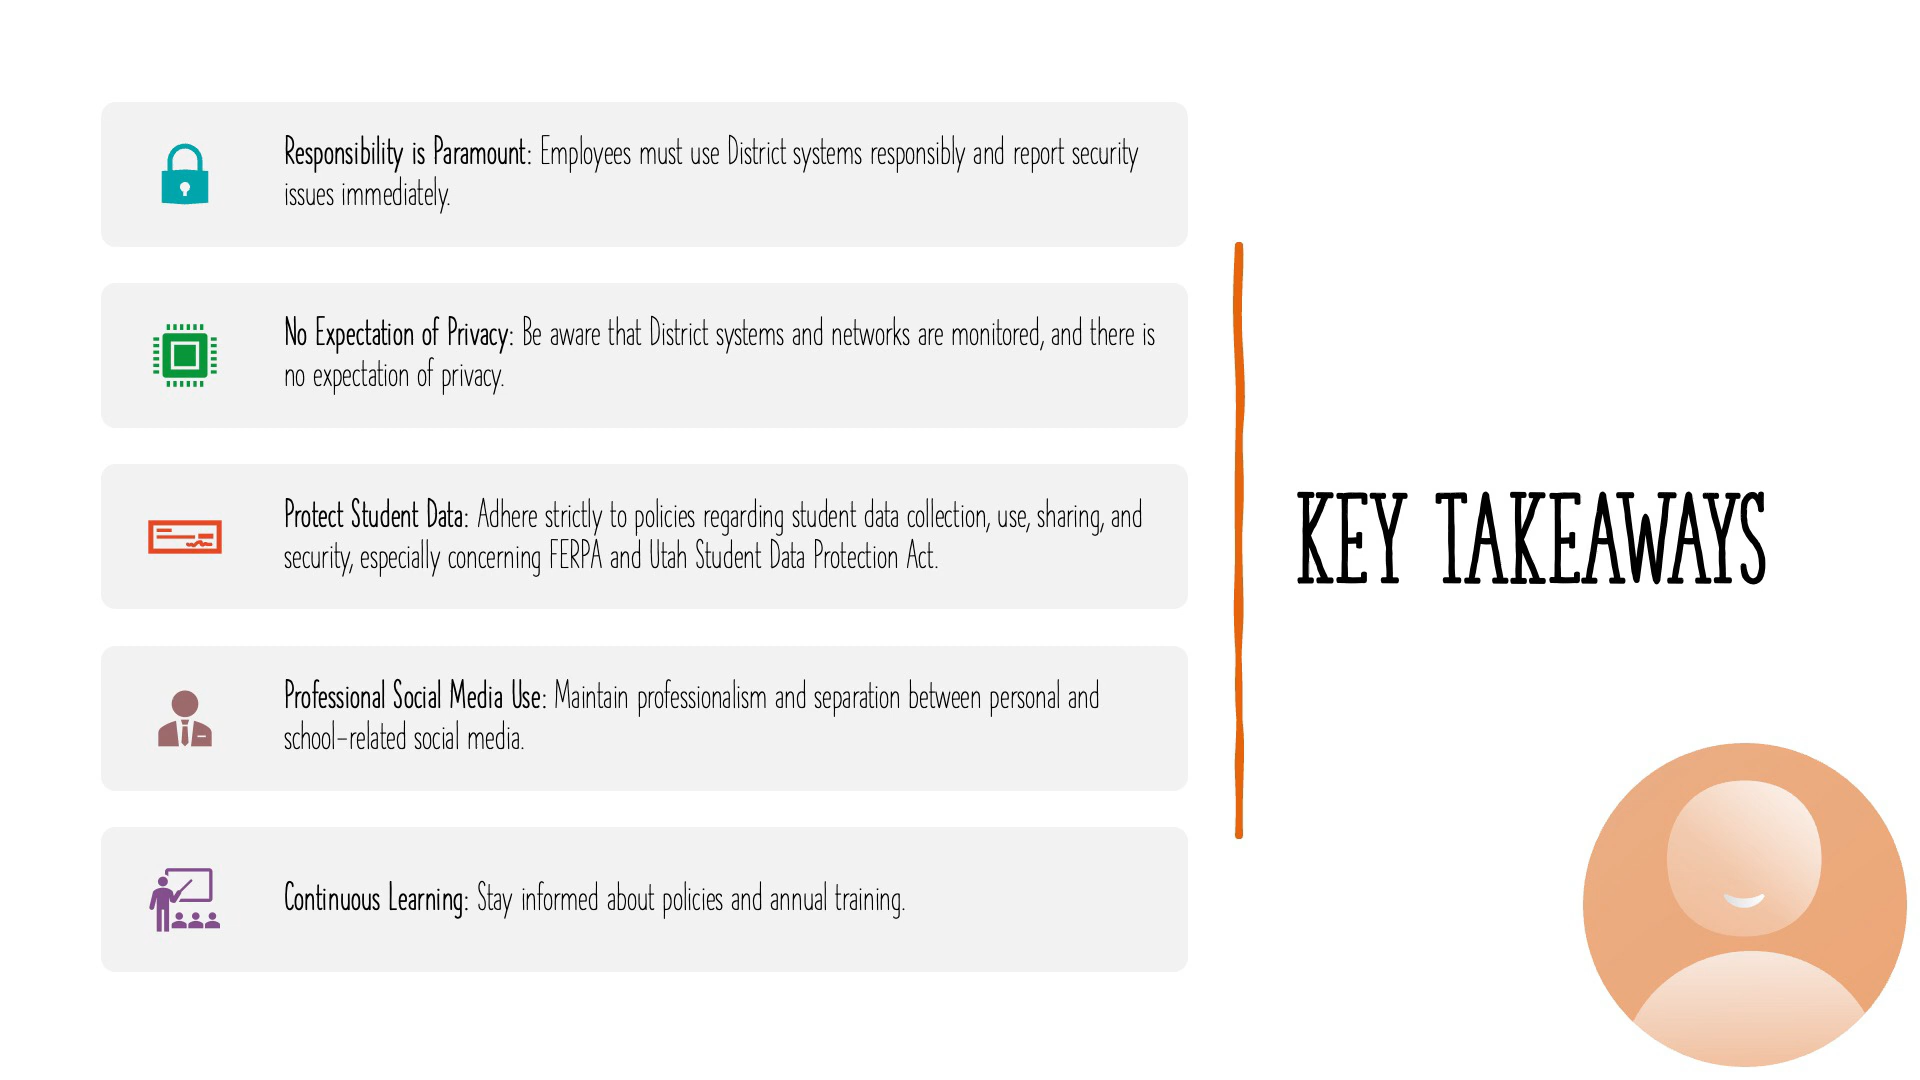 Responsibility is Paramount: Employees must use District systems responsibly and report security
issues immediately.
No Expectation of Privacy: Be aware that District systems and networks are monitored, and there is
no expectation of privacy.
Protect Student Data: Adhere strictly to policies regarding student data collection, use, sharing, and
security, especially concerning FERPA and Utah Student Data Protection Act.
Professional Social Media Use: Maintain professionalism and separation between personal and
school-related social media.
Continuous Learning: Stay informed about policies and annual training.
KEY TAKEAWAYS